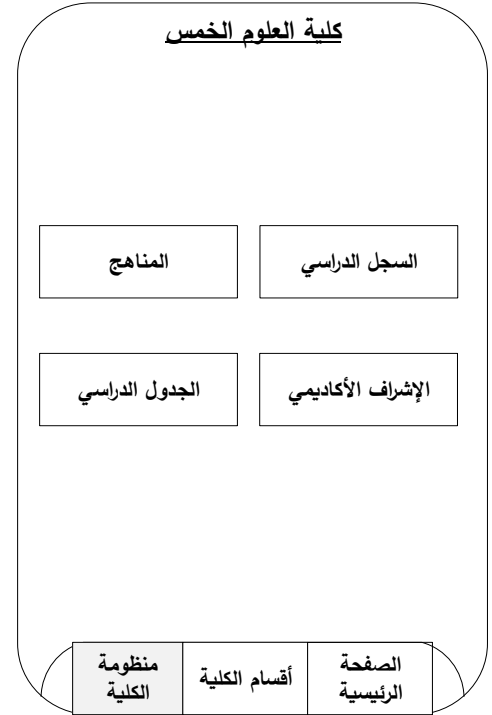 كلية العلوم الخمس
السجل الدراسي
المناهج
الإشراف الأكاديمي
الجدول الدراسي
الصفحة
الرئيسية
أقسام الكلية
منظومة
الكلية